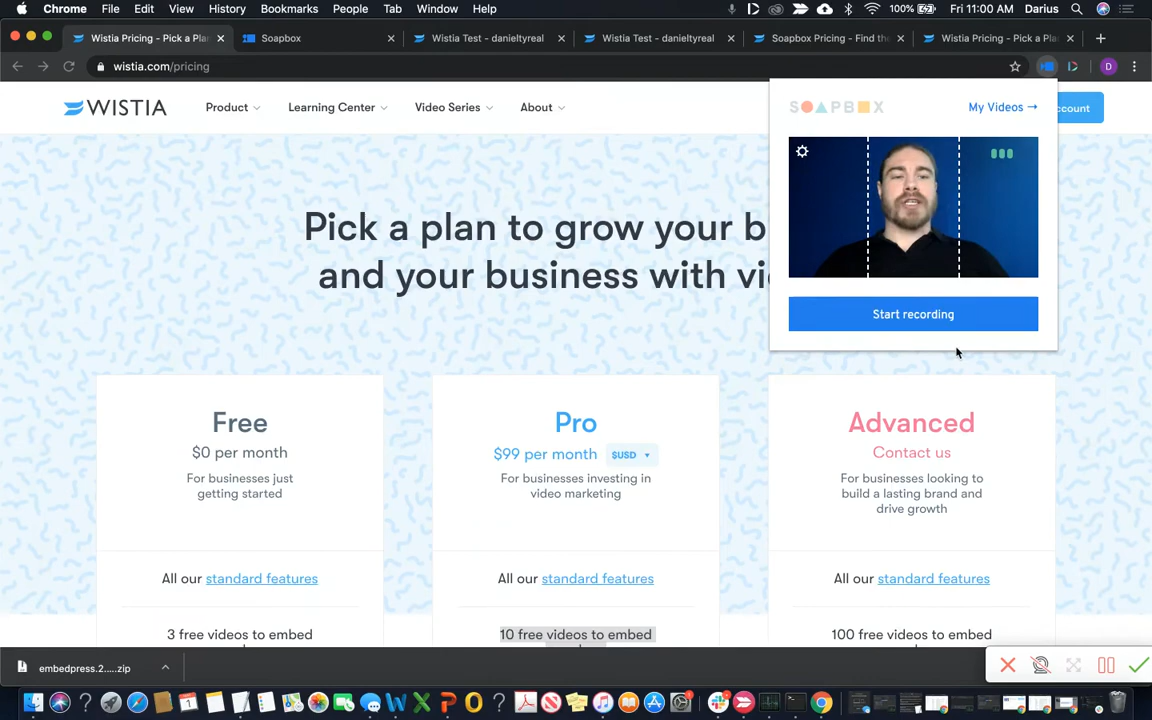 Chrome File Edit View History Bookmarks People Tab Window Help 100% Fri 11:00 AM Darius
Wistia Pricing - Pick a Pla
Soapbox
Wistia Test - danieltyreal
Wistia Test - danieltyreal
Soapbox Pricing - Find the
Wistia Pricing - Pick a Pla
wistia.com/pricing
D
WISTIA
Product
Learning Center
Video Series
About
SOAPBOX
My Videos →
ccount
Start recording
Pick a plan to grow your b
and your business with vi
Free
$0 per month
For businesses just
getting started
All our standard features
3 free videos to embed
Pro
$99 per month
$USD
For businesses investing in
video marketing
All our standard features
10 free videos to embed
Advanced
Contact us
For businesses looking to
build a lasting brand and
drive growth
All our standard features
100 free videos to embed
embedpress.2....zip